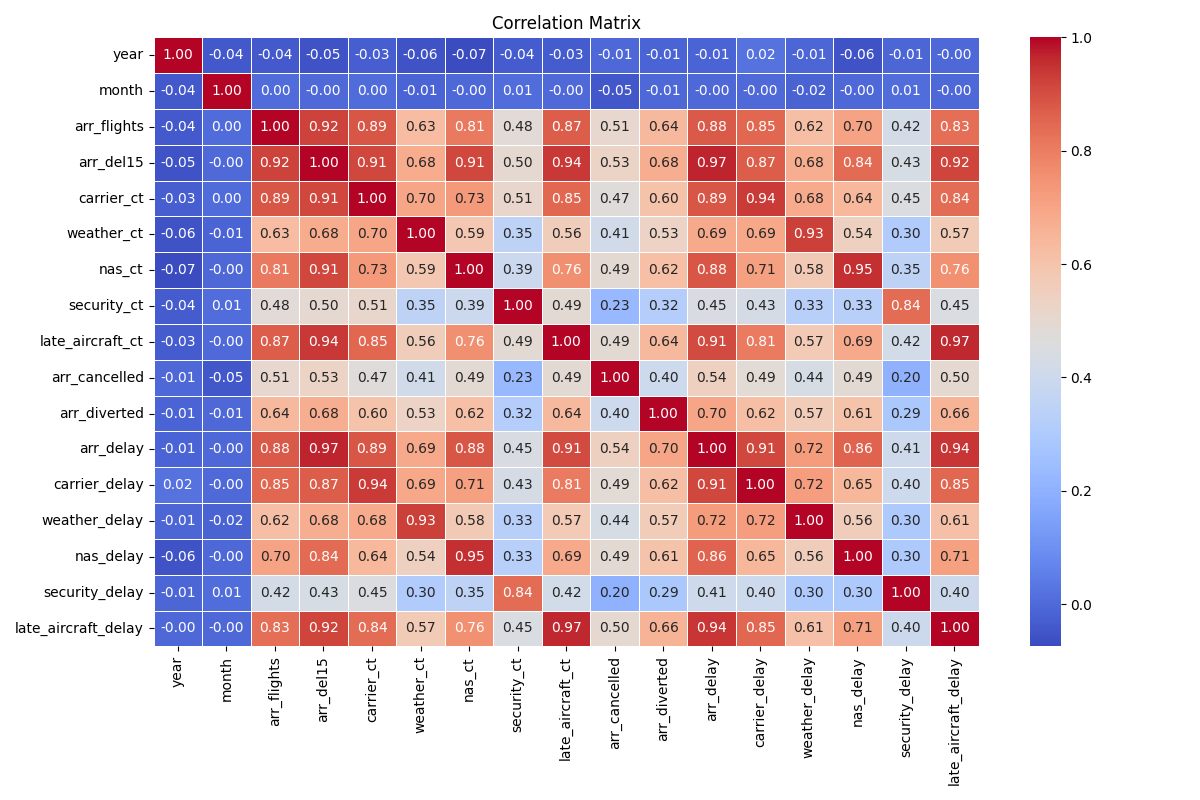 Correlation Matrix
year 1.00 -0.04 -0.04 -0.05 -0.03 -0.06 -0.07 -0.04 -0.03 -0.01 -0.01 -0.01 0.02 -0.01 -0.06 -0.01 -0.00
month -0.04 1.00 0.00 -0.00 0.00 -0.01 -0.00 0.01 -0.00 -0.05 -0.01 -0.00 -0.00 -0.02 -0.00 0.01 -0.00
arr_flights -0.04 0.00 1.00 0.92 0.89 0.63 0.81 0.48 0.87 0.51 0.64 0.88 0.85 0.62 0.70 0.42 0.83
arr_del15 -0.05 -0.00 0.92 1.00 0.91 0.68 0.91 0.50 0.94 0.53 0.68 0.97 0.87 0.68 0.84 0.43 0.92
carrier_ct -0.03 0.00 0.89 0.91 1.00 0.70 0.73 0.51 0.85 0.47 0.60 0.89 0.94 0.68 0.64 0.45 0.84
weather_ct -0.06 -0.01 0.63 0.68 0.70 1.00 0.59 0.35 0.56 0.41 0.53 0.69 0.69 0.93 0.54 0.30 0.57
nas_ct -0.07 -0.00 0.81 0.91 0.73 0.59 1.00 0.39 0.76 0.49 0.62 0.88 0.71 0.58 0.95 0.35 0.76
security_ct -0.04 0.01 0.48 0.50 0.51 0.35 0.39 1.00 0.49 0.23 0.32 0.45 0.43 0.33 0.33 0.84 0.45
late_aircraft_ct -0.03 -0.00 0.87 0.94 0.85 0.56 0.76 0.49 1.00 0.49 0.64 0.91 0.81 0.57 0.69 0.42 0.97
arr_cancelled -0.01 -0.05 0.51 0.53 0.47 0.41 0.49 0.23 0.49 1.00 0.40 0.54 0.49 0.44 0.49 0.20 0.50
arr_diverted -0.01 -0.01 0.64 0.68 0.60 0.53 0.62 0.32 0.64 0.40 1.00 0.70 0.62 0.57 0.61 0.29 0.66
arr_delay -0.01 -0.00 0.88 0.97 0.89 0.69 0.88 0.45 0.91 0.54 0.70 1.00 0.91 0.72 0.86 0.41 0.94
carrier_delay 0.02 -0.00 0.85 0.87 0.94 0.69 0.71 0.43 0.81 0.49 0.62 0.91 1.00 0.72 0.65 0.40 0.85
weather_delay -0.01 -0.02 0.62 0.68 0.68 0.93 0.58 0.33 0.57 0.44 0.57 0.72 0.72 1.00 0.56 0.30 0.61
nas_delay -0.06 -0.00 0.70 0.84 0.64 0.54 0.95 0.33 0.69 0.49 0.61 0.86 0.65 0.56 1.00 0.30 0.71
security_delay -0.01 0.01 0.42 0.43 0.45 0.30 0.35 0.84 0.42 0.20 0.29 0.41 0.40 0.30 0.30 1.00 0.40
late_aircraft_delay -0.00 -0.00 0.83 0.92 0.84 0.57 0.76 0.45 0.97 0.50 0.66 0.94 0.85 0.61 0.71 0.40 1.00
year
month
arr_flights
arr_del15
carrier_ct
weather_ct
nas_ct
security_ct
late_aircraft_ct
arr_cancelled
arr_diverted
arr_delay
carrier_delay
weather_delay
nas_delay
security_delay
late_aircraft_delay
1.0
0.8
0.6
0.4
0.2
0.0